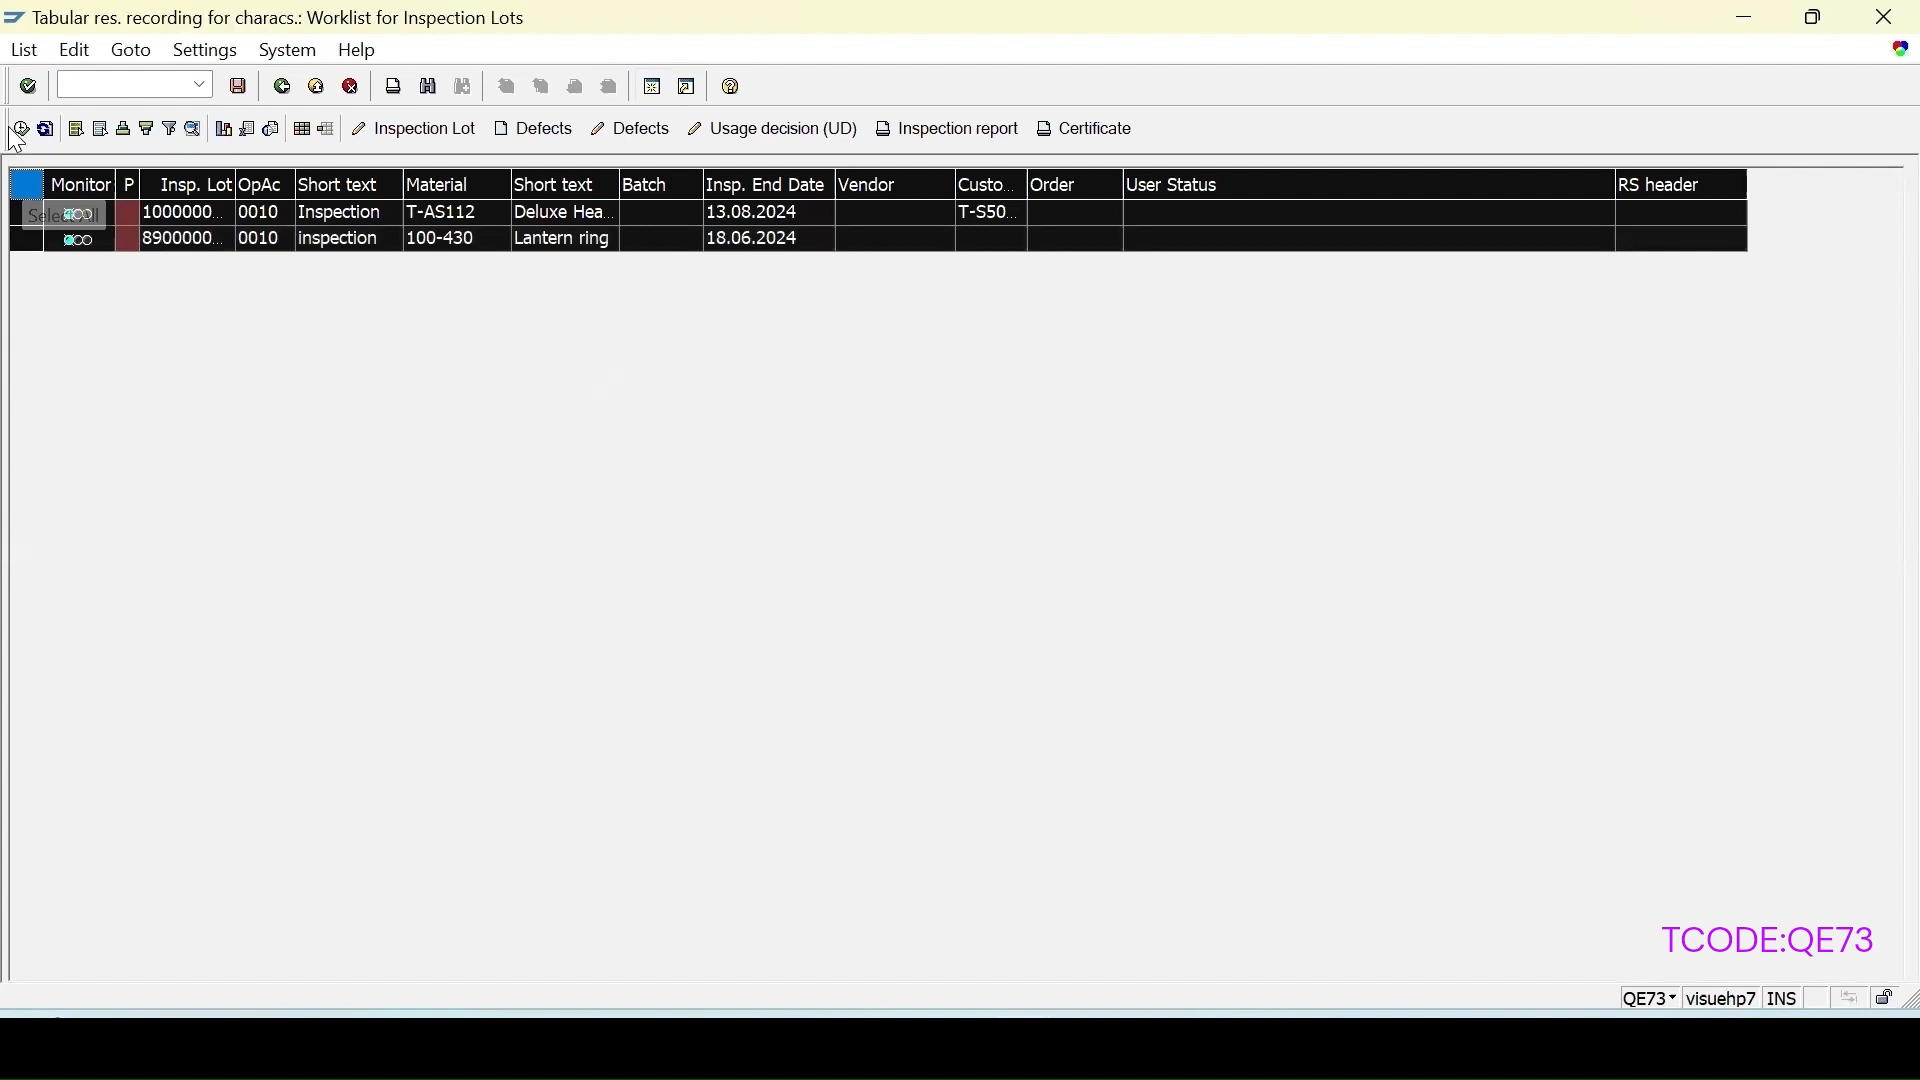 Tabular res. recording for characs.: Worklist for Inspection Lots
List Edit Goto Settings System Help
Inspection Lot Defects Defects Usage decision (UD) Inspection report Certificate
Monitor P Insp. Lot OpAc Short text Material Short text Batch Insp. End Date Vendor Custo... Order User Status RS header
Select All 1000000... 0010 Inspection T-AS112 Deluxe Hea... 13.08.2024 T-S50...
8900000... 0010 inspection 100-430 Lantern ring 18.06.2024
TCODE:QE73
QE73 visuehp7 INS